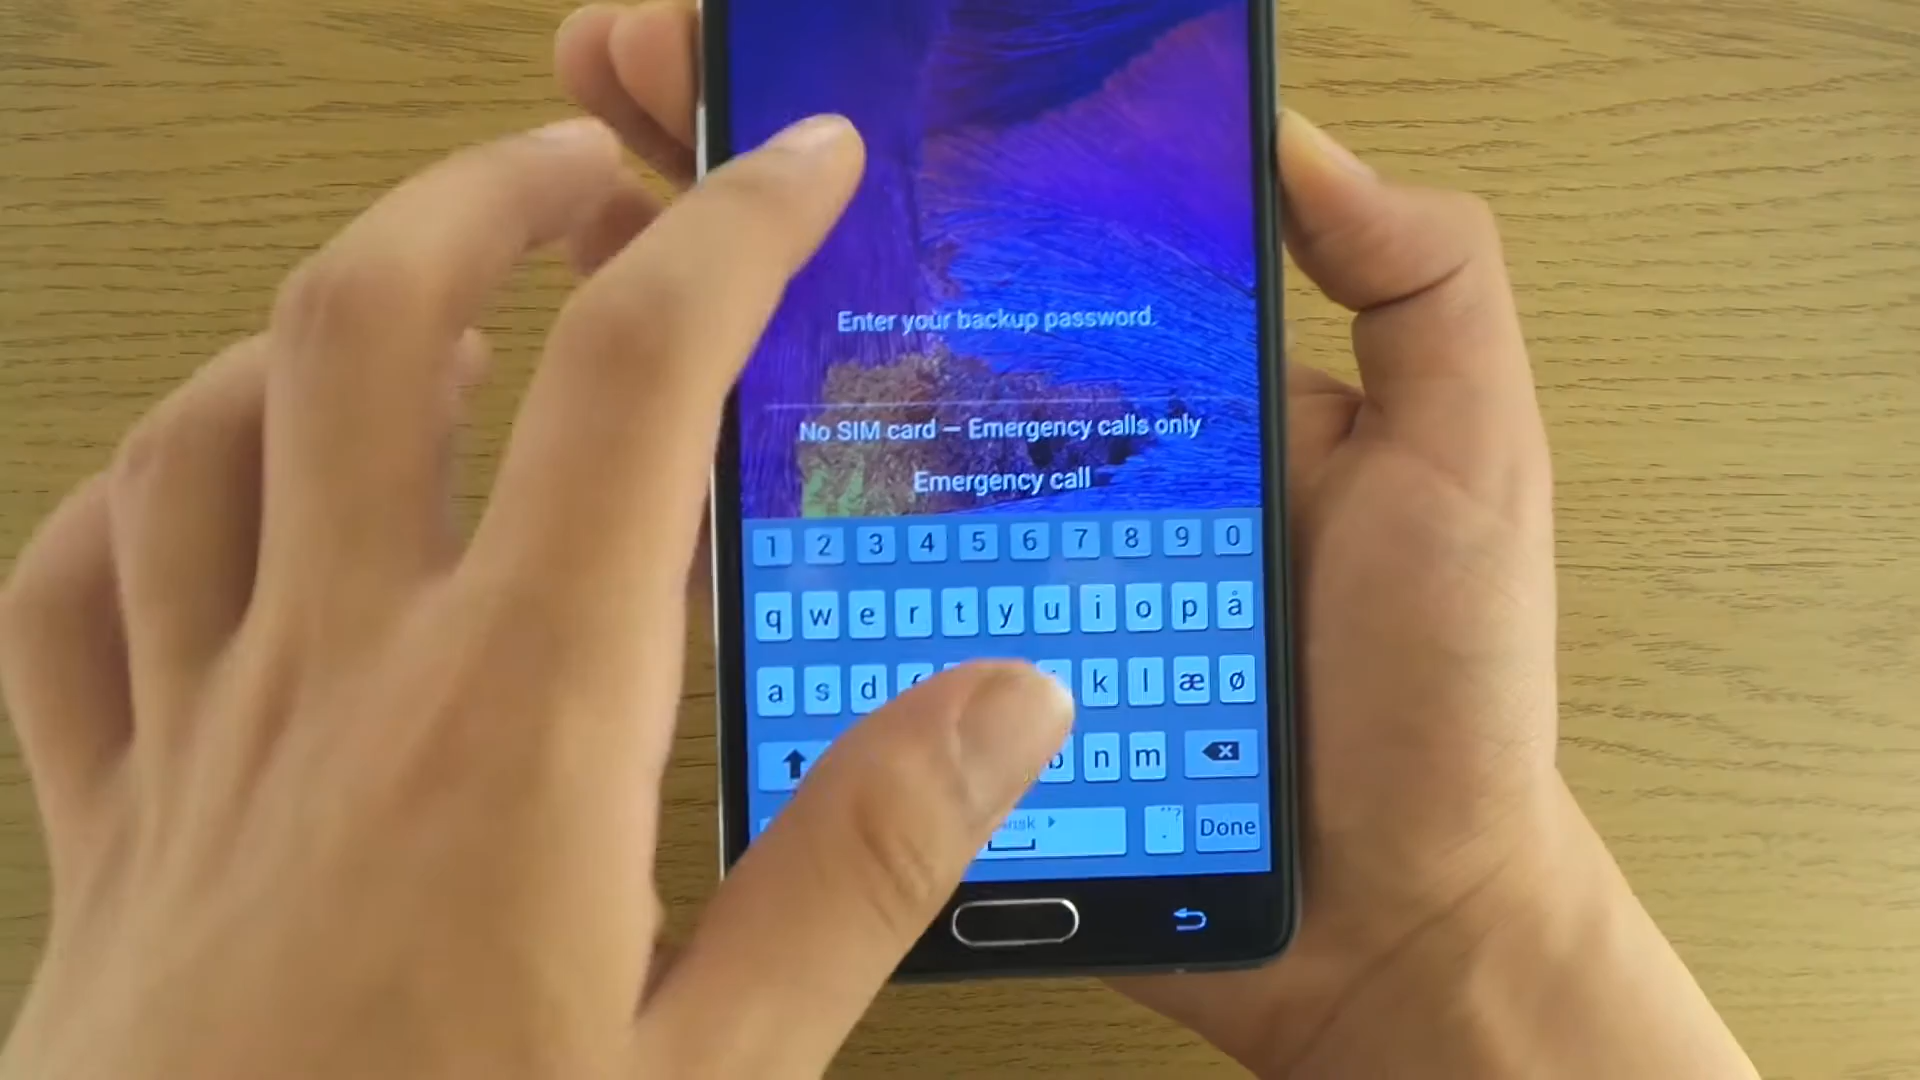 Enter your backup password.
No SIM card – Emergency calls only
Emergency call
1 2 3 4 5 6 7 8 9 0
q w e r t y u i o p å
a s d k l æ ø
b n m
. Done